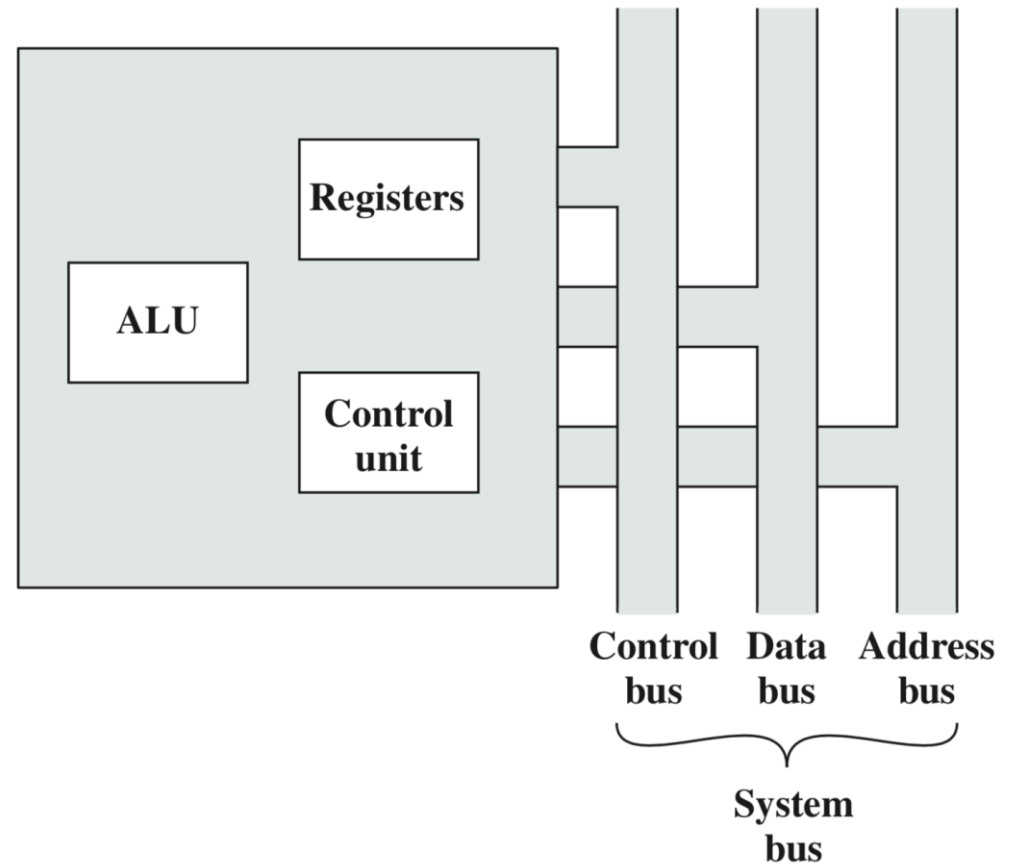 Registers
ALU
Control
unit
Control
bus
Data
bus
Address
bus
System
bus